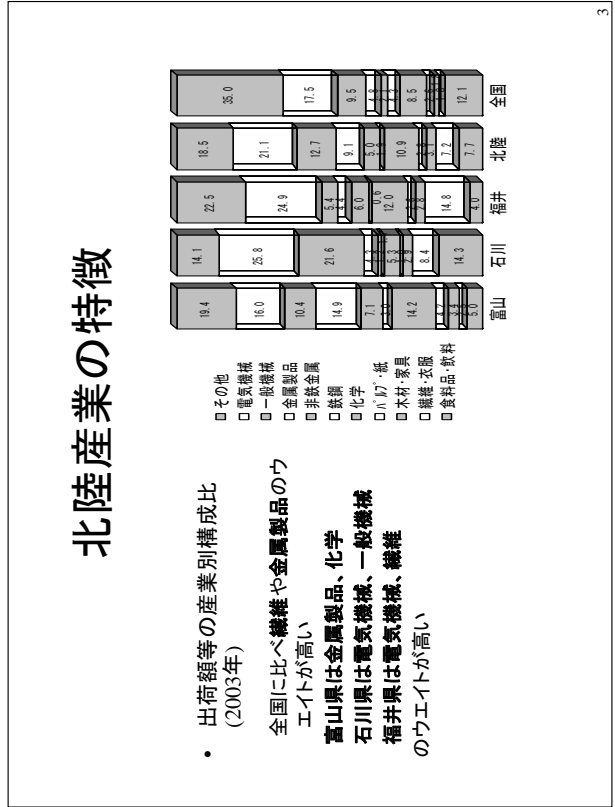 北陸産業の特徴
• 出荷額等の産業別構成比
(2003年)
全国に比べ繊維や金属製品のウ
エイトが高い
富山県は金属製品、化学
石川県は電気機械、一般機械
福井県は電気機械、繊維
のウエイトが高い
その他
電気機械
一般機械
金属製品
非鉄金属
鉄鋼
化学
パルプ・紙
木材・家具
繊維・衣服
食料品・飲料
19.4
16.0
10.4
14.9
7.1
14.2
5.0
富山
14.1
25.8
21.6
8.4
14.3
石川
22.5
24.9
5.4
4.4
6.0
0.6
12.0
14.8
4.0
福井
18.5
21.1
12.7
9.1
5.0
10.9
7.2
7.7
北陸
35.0
17.5
9.5
8.5
12.1
全国
3